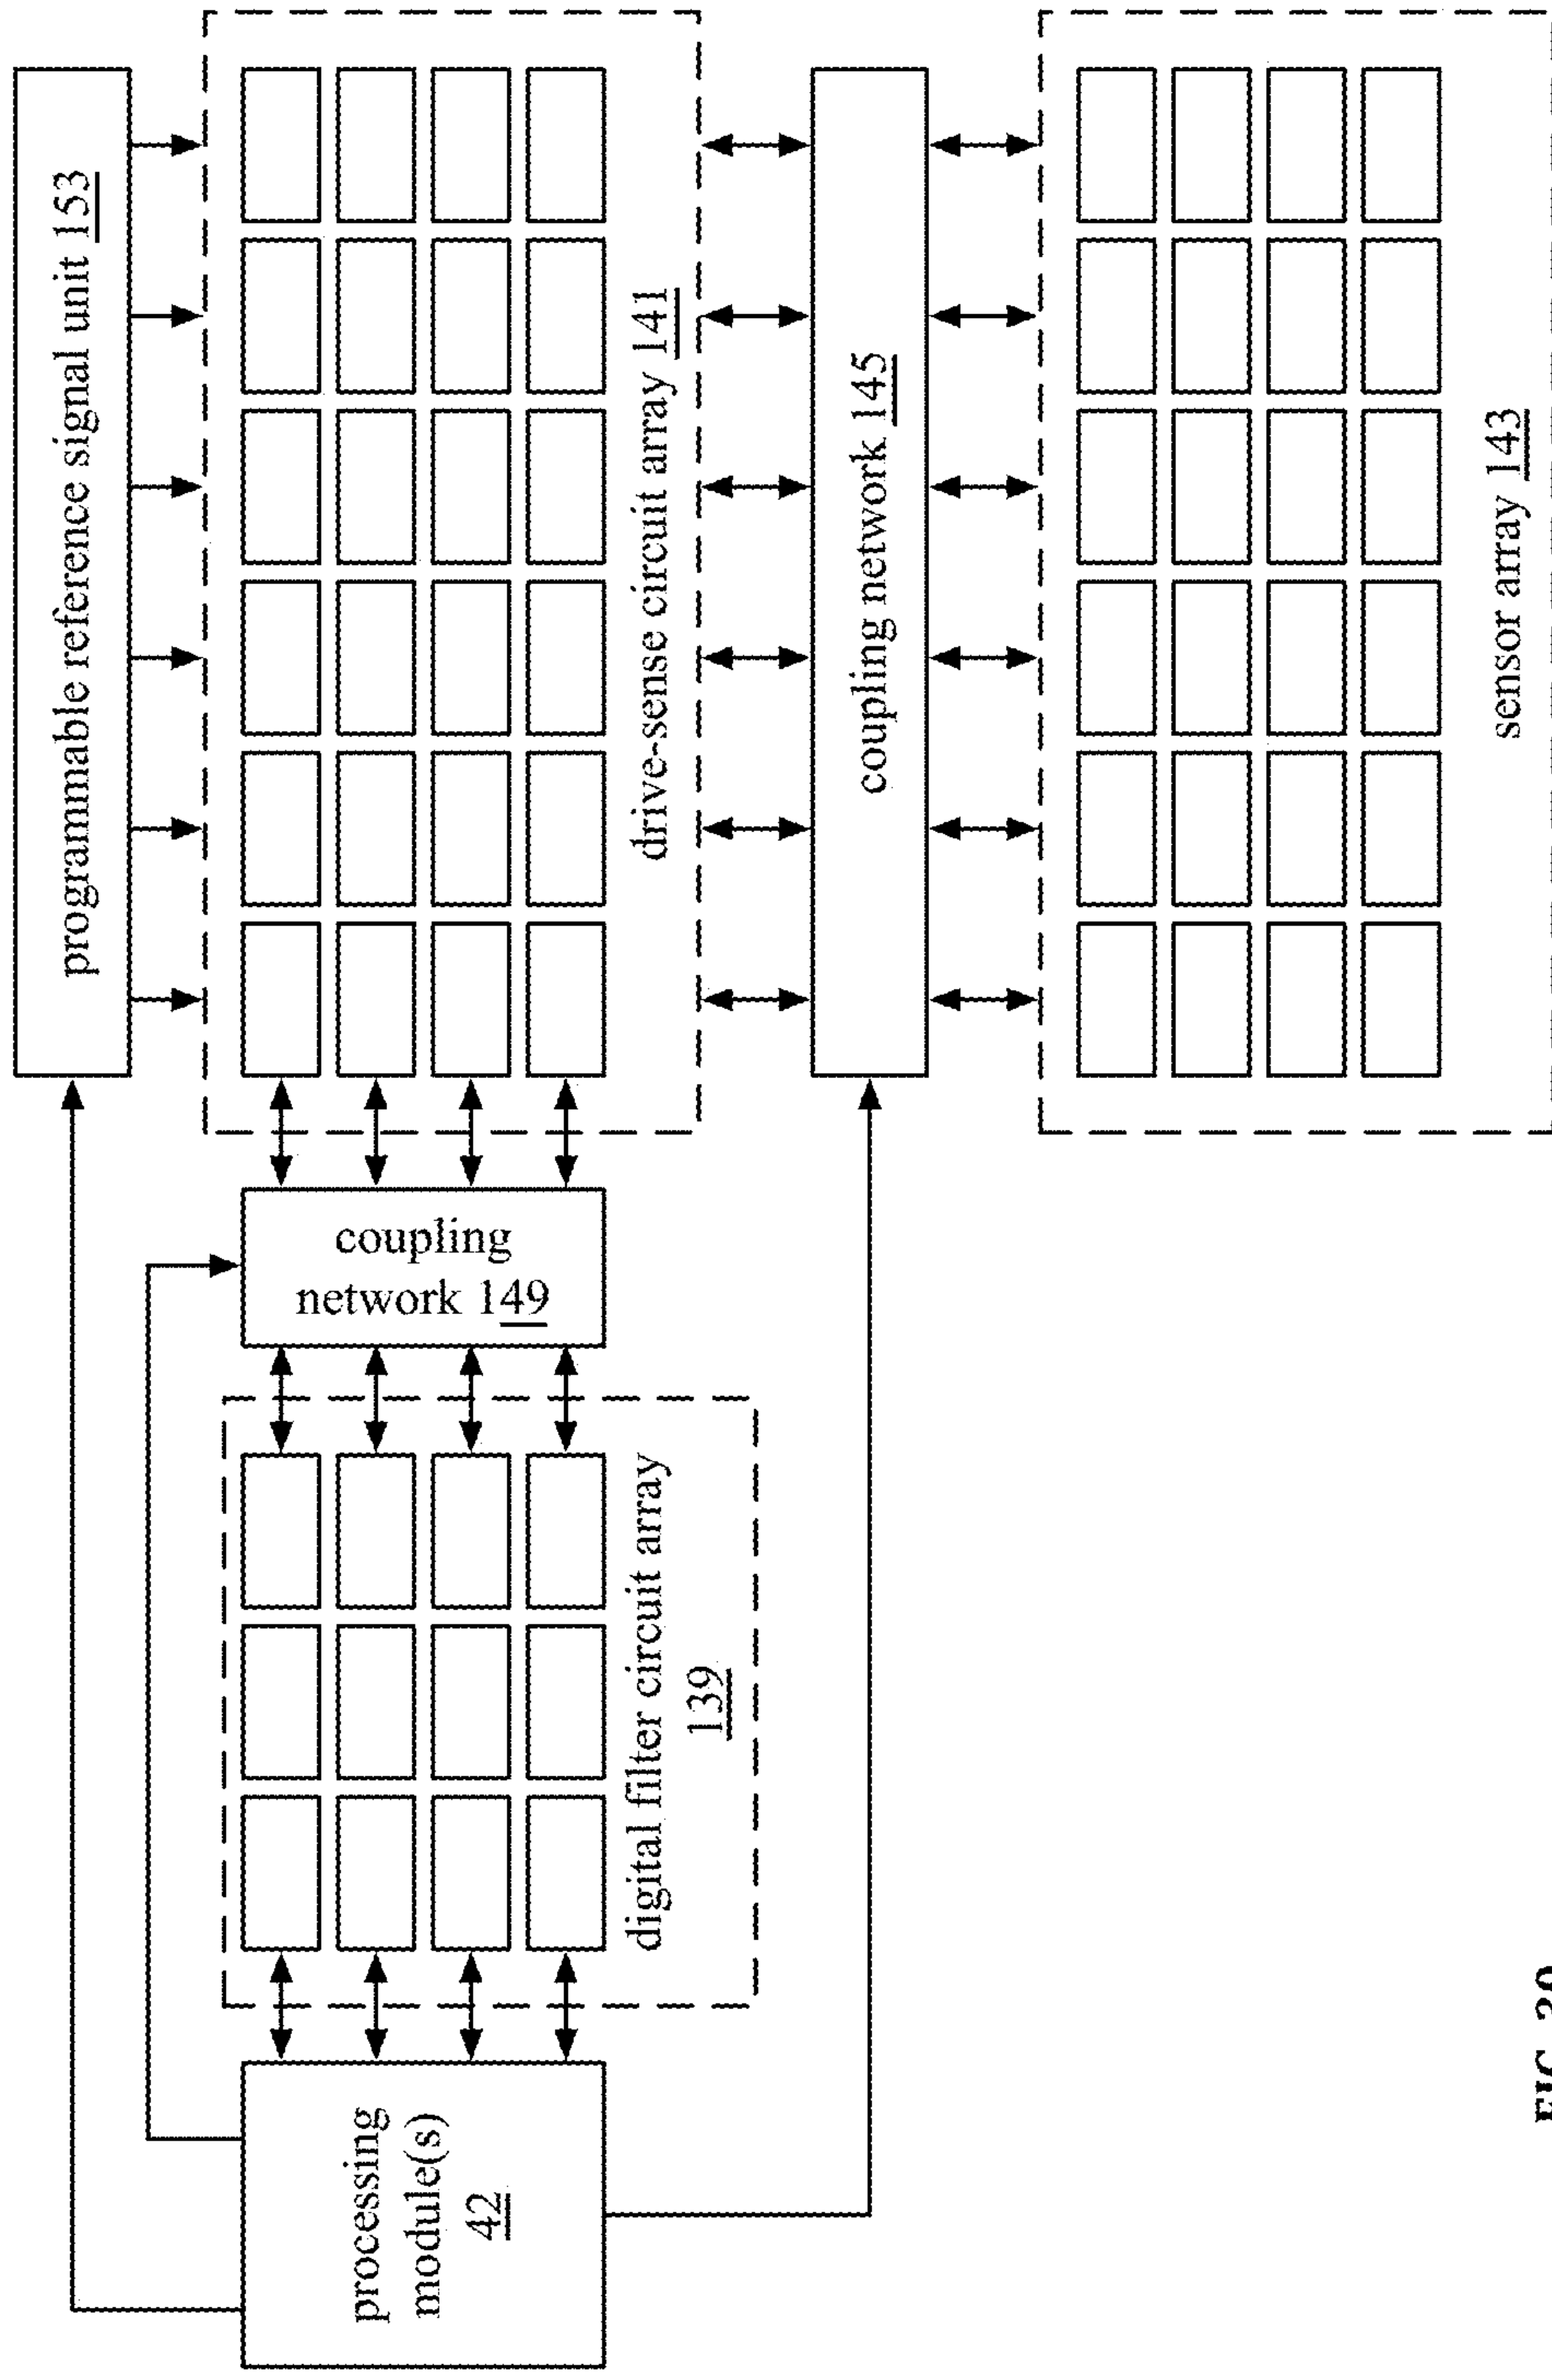 programmable reference signal unit 153
drive-sense circuit array 141
coupling network 145
sensor array 143
coupling
network 149
digital filter circuit array
139
processing
module(s)
42